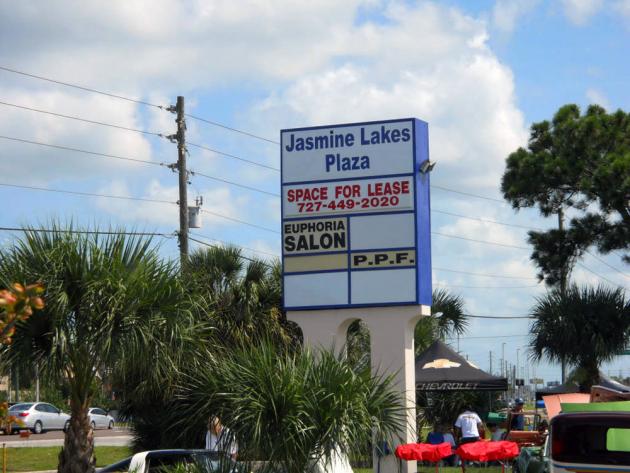 Jasmine Lakes
Plaza
SPACE FOR LEASE
727-449-2020
EUPHORIA
SALON
P.P.F.
CHEVROLET